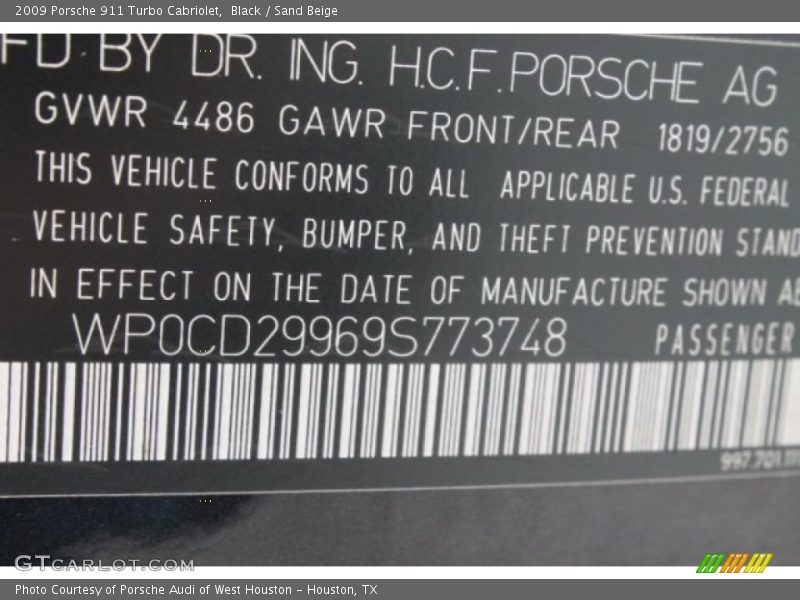 2009 Porsche 911 Turbo Cabriolet, Black / Sand Beige
FD BY DR. ING. H.C.F. PORSCHE AG
GVWR 4486 GAWR FRONT/REAR 1819/2756
THIS VEHICLE CONFORMS TO ALL APPLICABLE U.S. FEDERAL
VEHICLE SAFETY, BUMPER, AND THEFT PREVENTION STAND
IN EFFECT ON THE DATE OF MANUFACTURE SHOWN AB
WP0CD29969S773748 PASSENGER
GTCARLOT.COM
Photo Courtesy of Porsche Audi of West Houston - Houston, TX